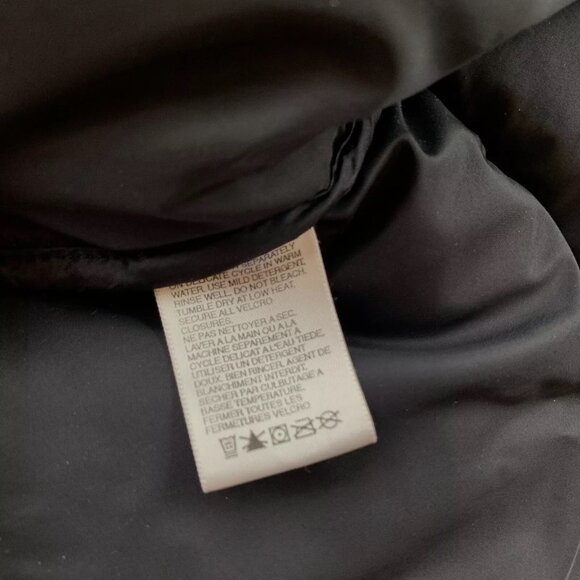 SEPARATELY
ON DELICATE CYCLE IN WARM
WATER. USE MILD DETERGENT.
RINSE WELL. DO NOT BLEACH.
TUMBLE DRY AT LOW HEAT.
SECURE ALL VELCRO
CLOSURES.
NE PAS NETTOYER A SEC.
LAVER A LA MAIN OU A LA
MACHINE SEPAREMENT A
CYCLE DELICAT A L'EAU TIEDE.
UTILISER UN DETERGENT
DOUX. BIEN RINCER, AGENT DE
BLANCHIMENT INTERDIT.
SECHER PAR CULBUTAGE A
BASSE TEMPERATURE.
FERMER TOUTES LES
FERMETURES VELCRO